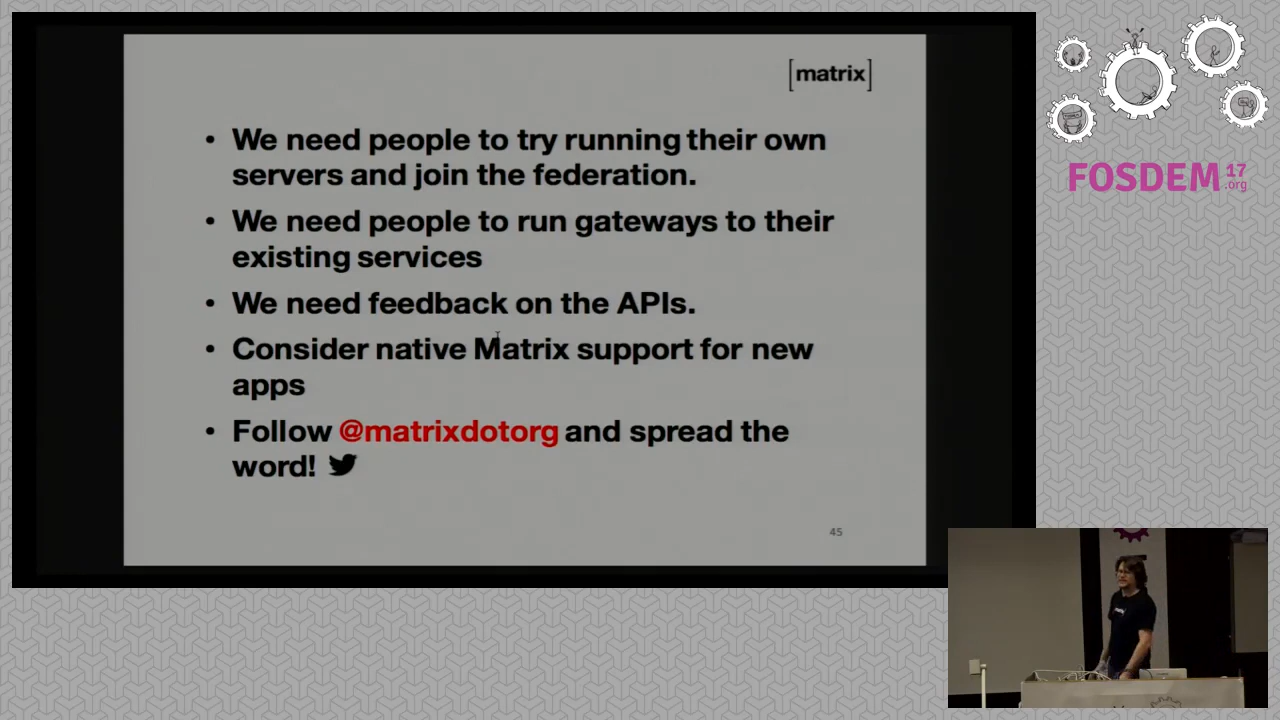 [matrix]
• We need people to try running their own
servers and join the federation.
• We need people to run gateways to their
existing services
• We need feedback on the APIs.
• Consider native Matrix support for new
apps
• Follow @matrixdotorg and spread the
word!
45
FOSDEM 17
.org